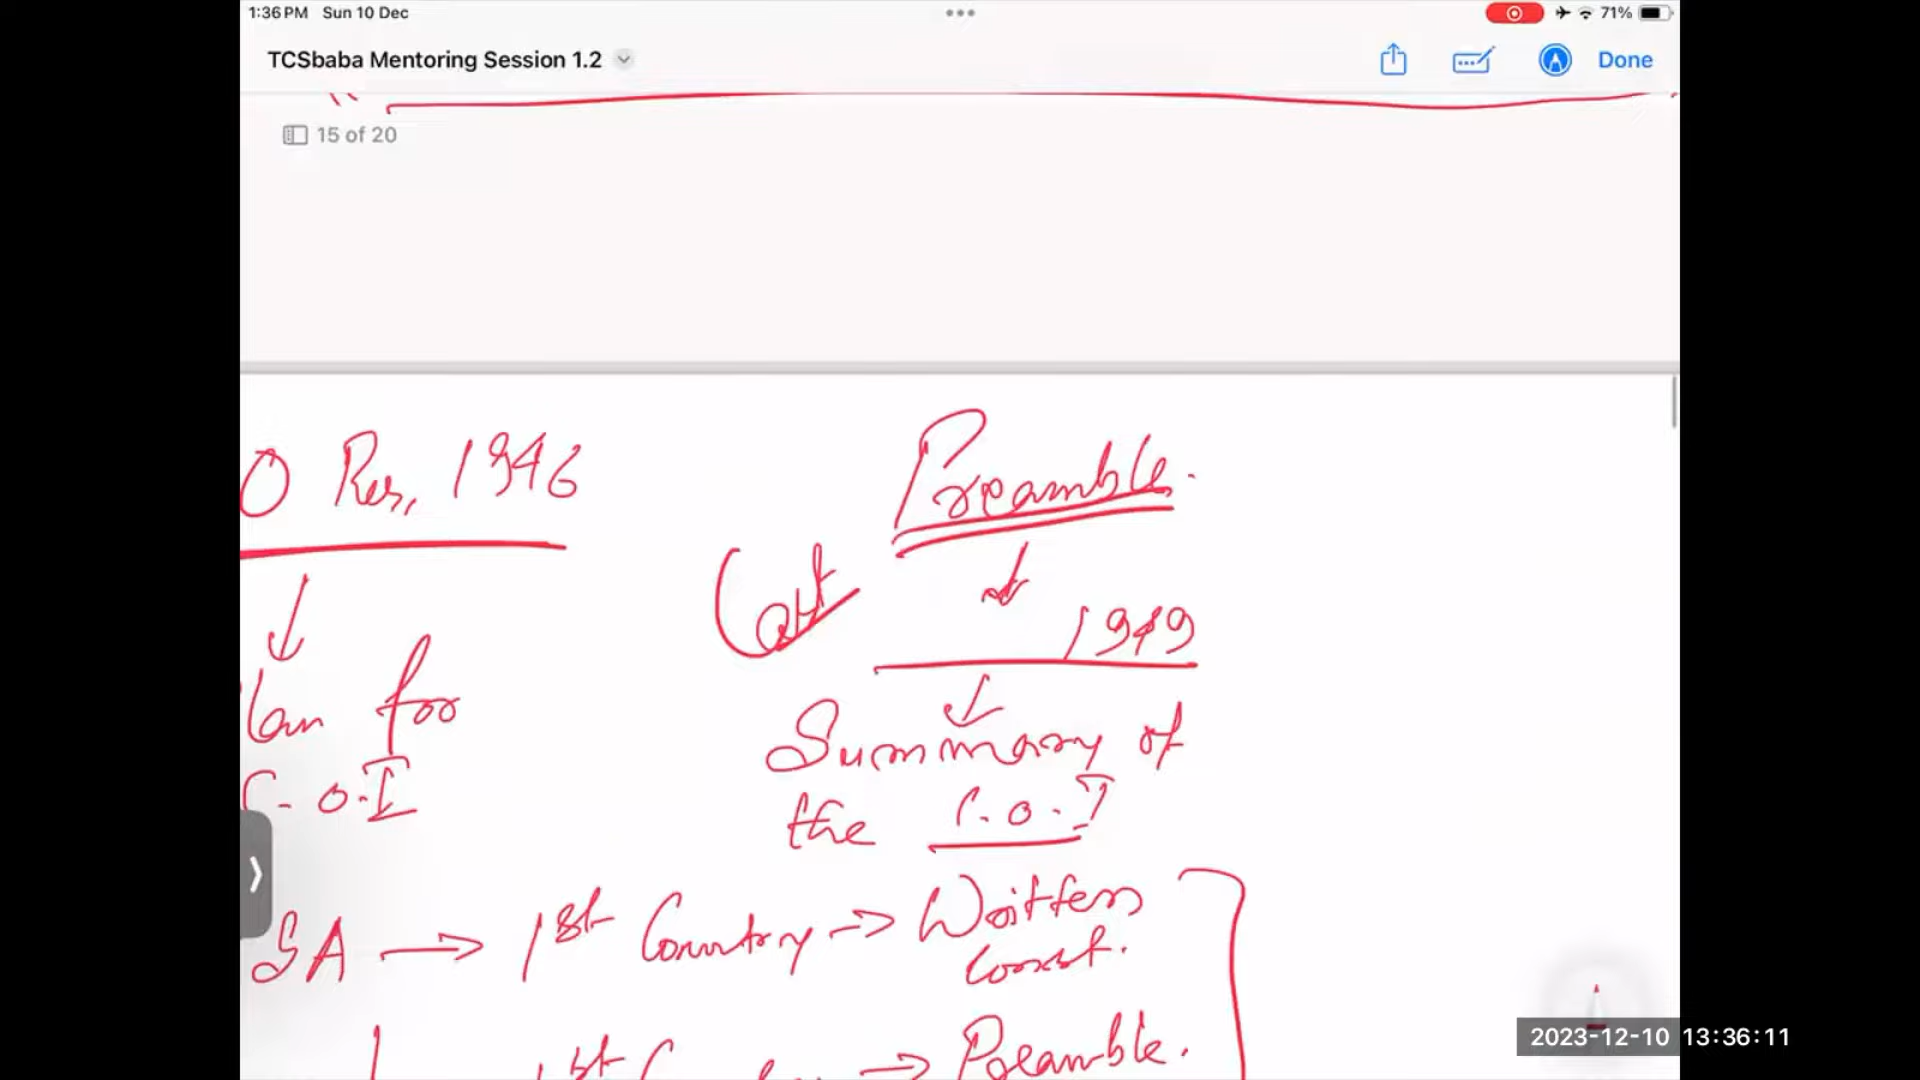 1:36 PM Sun 10 Dec
71%
TCSbaba Mentoring Session 1.2
Done
15 of 20
O Res, 1946
Preamble.
1949
lan for
C.O.I
Summary of
the C.O.I
SA → 1st Country → Written
Const.
1st → Preamble.
2023-12-10 13:36:11